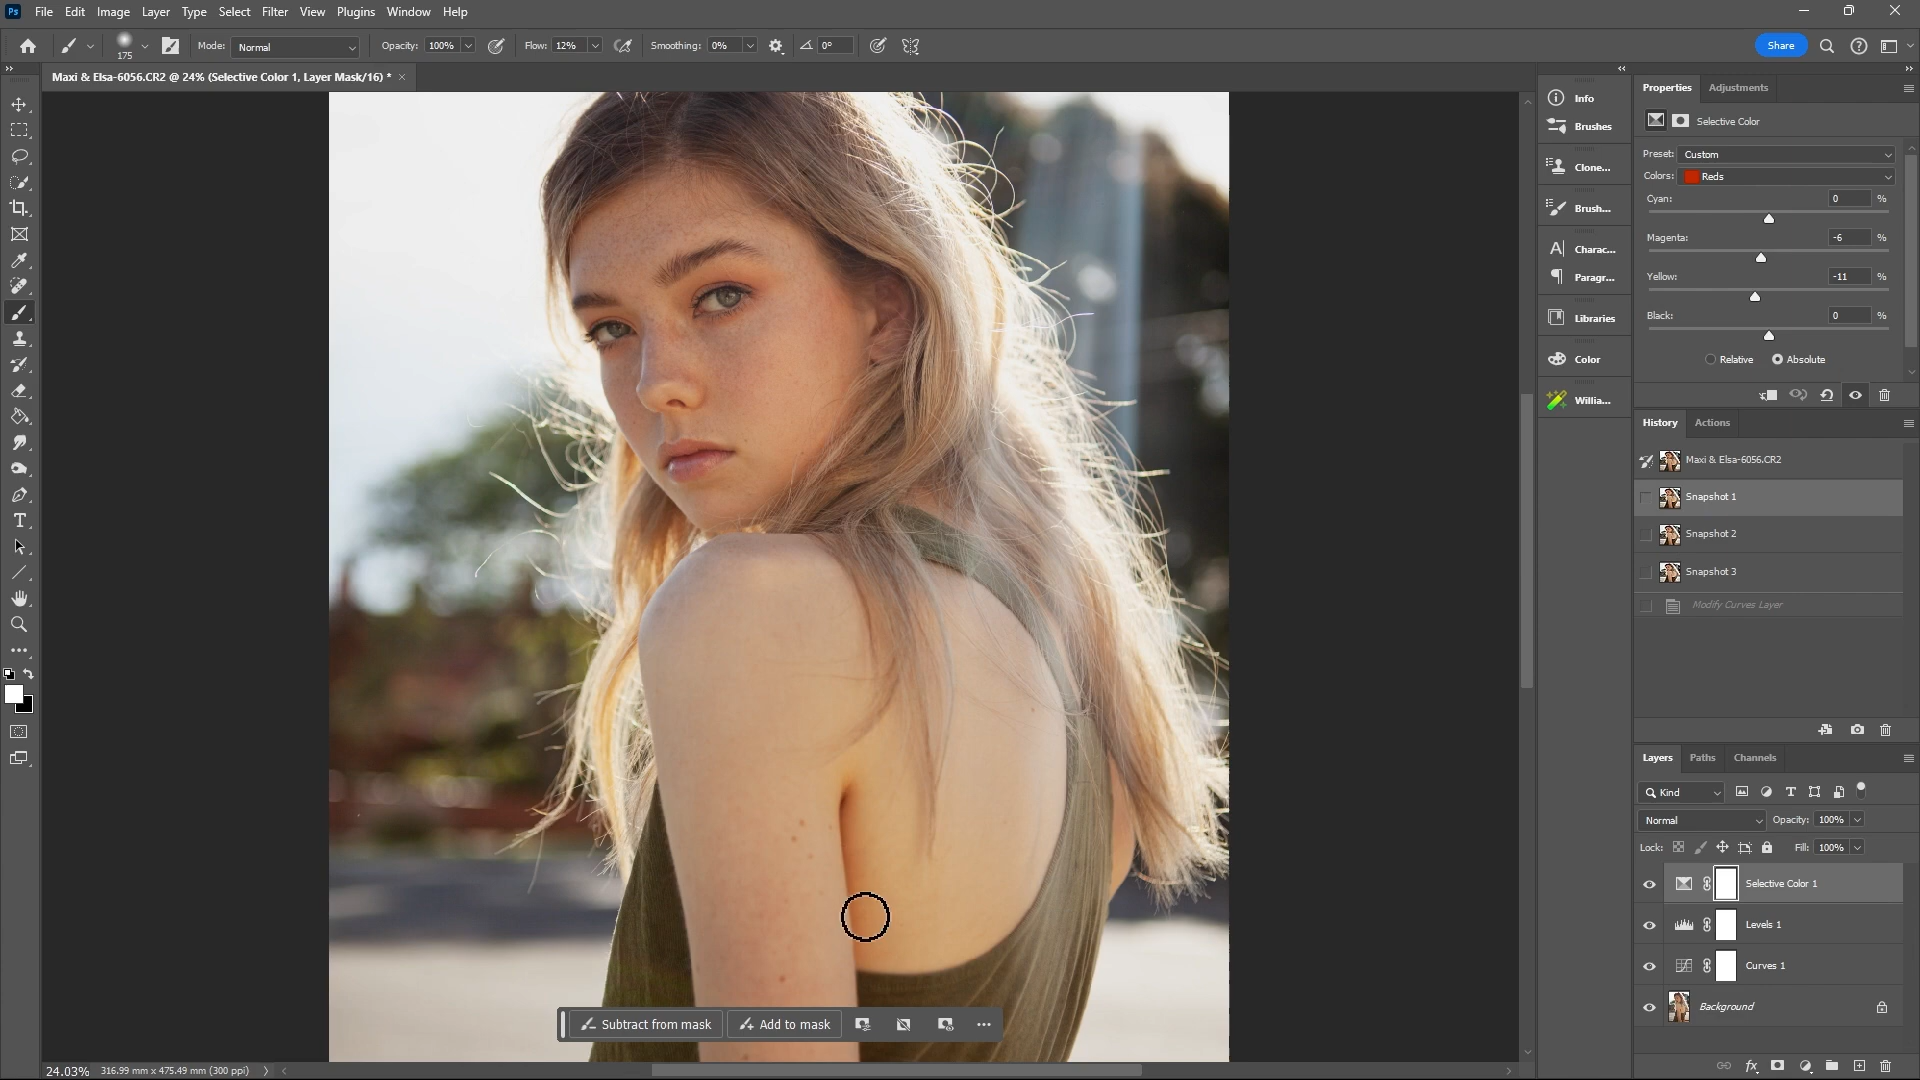 Ps File Edit Image Layer Type Select Filter View Plugins Window Help
175 Mode: Normal Opacity: 100% Flow: 12% Smoothing: 0% 0° Share
Maxi & Elsa-6056.CR2 @ 24% (Selective Color 1, Layer Mask/16) *
Info
Brushes
Clone...
Brush...
Charac...
Paragr...
Libraries
Color
Willia...
Properties Adjustments
Selective Color
Preset: Custom
Colors: Reds
Cyan: 0 %
Magenta: -6 %
Yellow: -11 %
Black: 0 %
Relative Absolute
History Actions
Maxi & Elsa-6056.CR2
Snapshot 1
Snapshot 2
Snapshot 3
Modify Curves Layer
Layers Paths Channels
Kind
Normal Opacity: 100%
Lock: Fill: 100%
Selective Color 1
Levels 1
Curves 1
Background
Subtract from mask Add to mask
24.03% 316.99 mm x 475.49 mm (300 ppi)